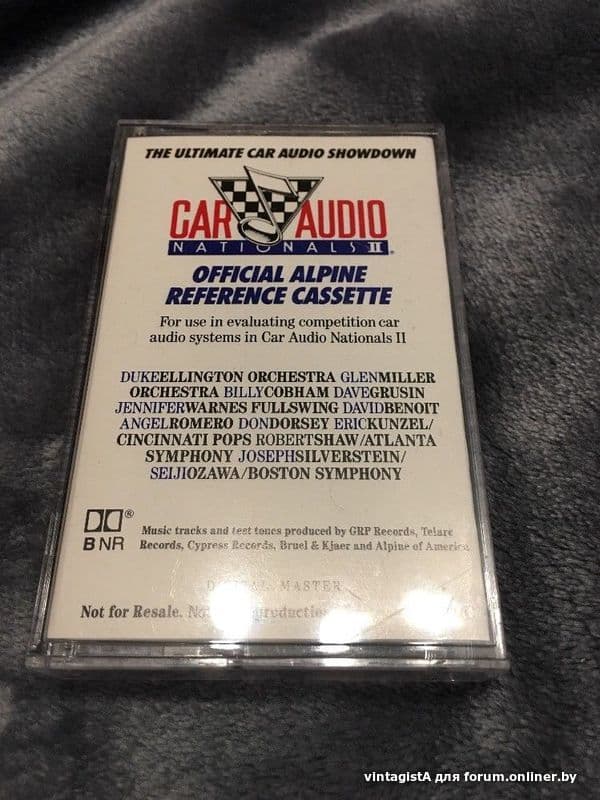 THE ULTIMATE CAR AUDIO SHOWDOWN
CAR AUDIO
NATIONALS II
OFFICIAL ALPINE
REFERENCE CASSETTE
For use in evaluating competition car
audio systems in Car Audio Nationals II
DUKEELLINGTON ORCHESTRA GLENMILLER
ORCHESTRA BILLYCOBHAM DAVEGRUSIN
JENNIFERWARNES FULLSWING DAVIDBENOIT
ANGELROMERO DONDORSEY ERICKUNZEL/
CINCINNATI POPS ROBERTSHAW/ATLANTA
SYMPHONY JOSEPHSILVERSTEIN/
SEIJIOZAWA/BOSTON SYMPHONY
B NR
Music tracks and test tones produced by GRP Records, Telarc
Records, Cypress Records, Bruel & Kjaer and Alpine of America
DIGITAL MASTER
Not for Resale.
vintagistA для forum.onliner.by